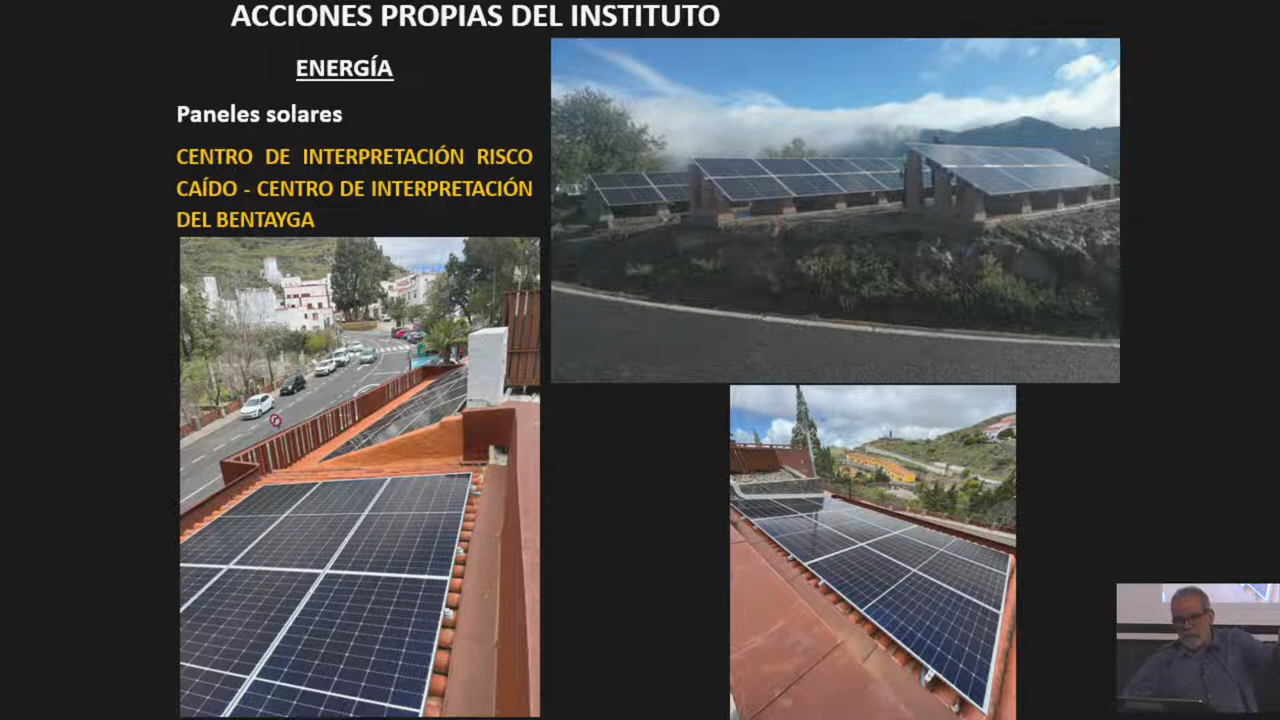 ACCIONES PROPIAS DEL INSTITUTO
ENERGÍA
Paneles solares
CENTRO DE INTERPRETACIÓN RISCO
CAÍDO - CENTRO DE INTERPRETACIÓN
DEL BENTAYGA